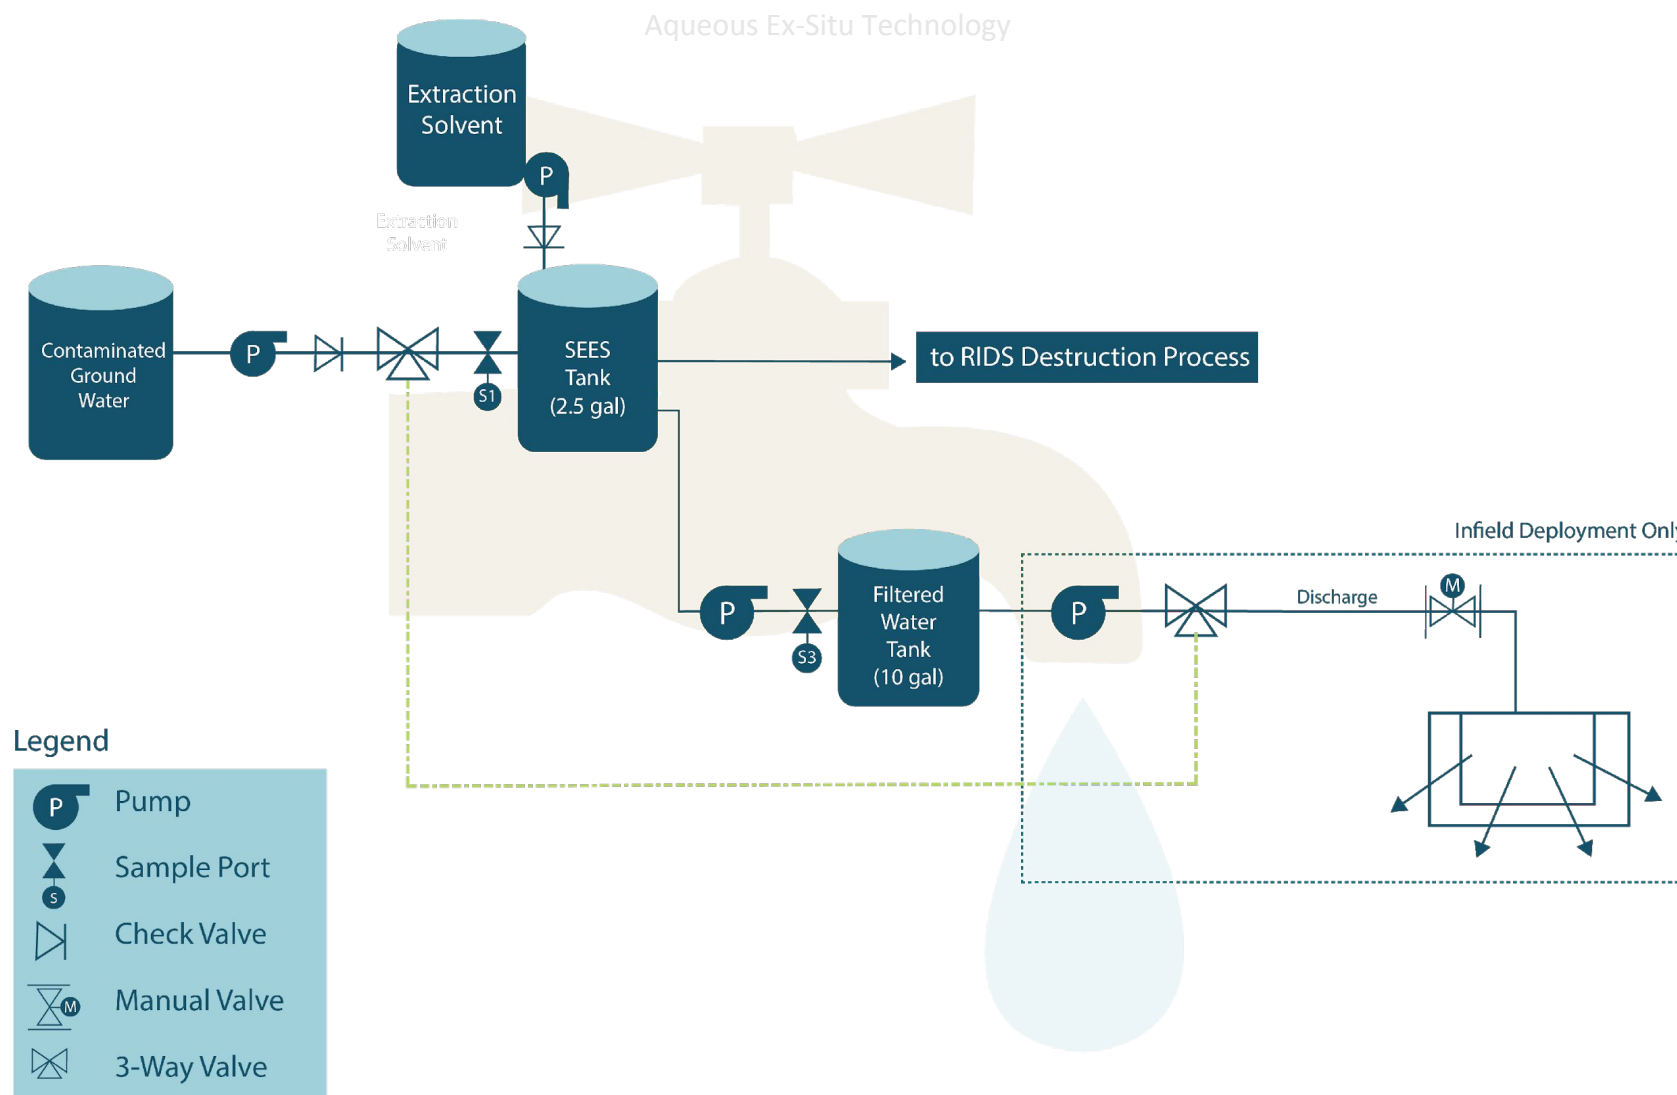 Aqueous Ex-Situ Technology
Extraction
Solvent
P
Extraction
Solvent
Contaminated
Ground
Water
P
S1
SEES
Tank
(2.5 gal)
to RIDS Destruction Process
Infield Deployment Only
P
S3
Filtered
Water
Tank
(10 gal)
P
Discharge
M
Legend
P Pump
S Sample Port
Check Valve
M Manual Valve
3-Way Valve